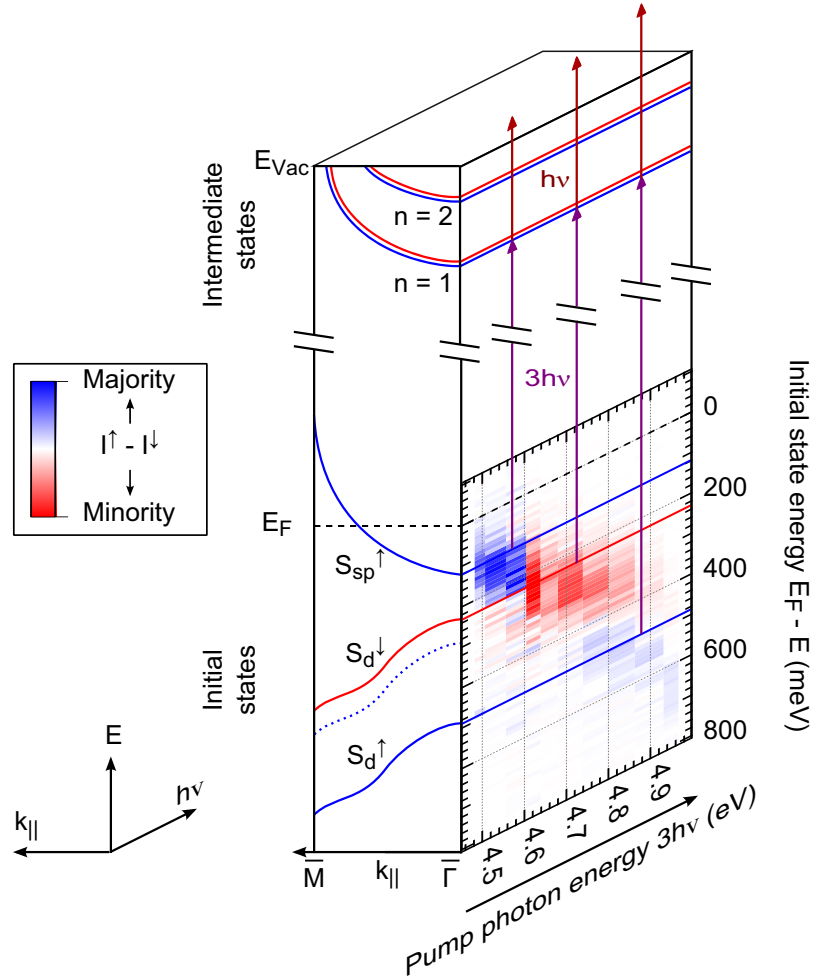 E_Vac
n = 2
n = 1
hν
3hν
Intermediate
states
Majority
I↑ - I↓
Minority
E_F
S_sp↑
S_d↓
S_d↑
Initial
states
E
hν
k_||
M̅
k_||
Γ̅
0
200
400
600
800
Initial state energy E_F - E (meV)
4.5
4.6
4.7
4.8
4.9
Pump photon energy 3hν (eV)